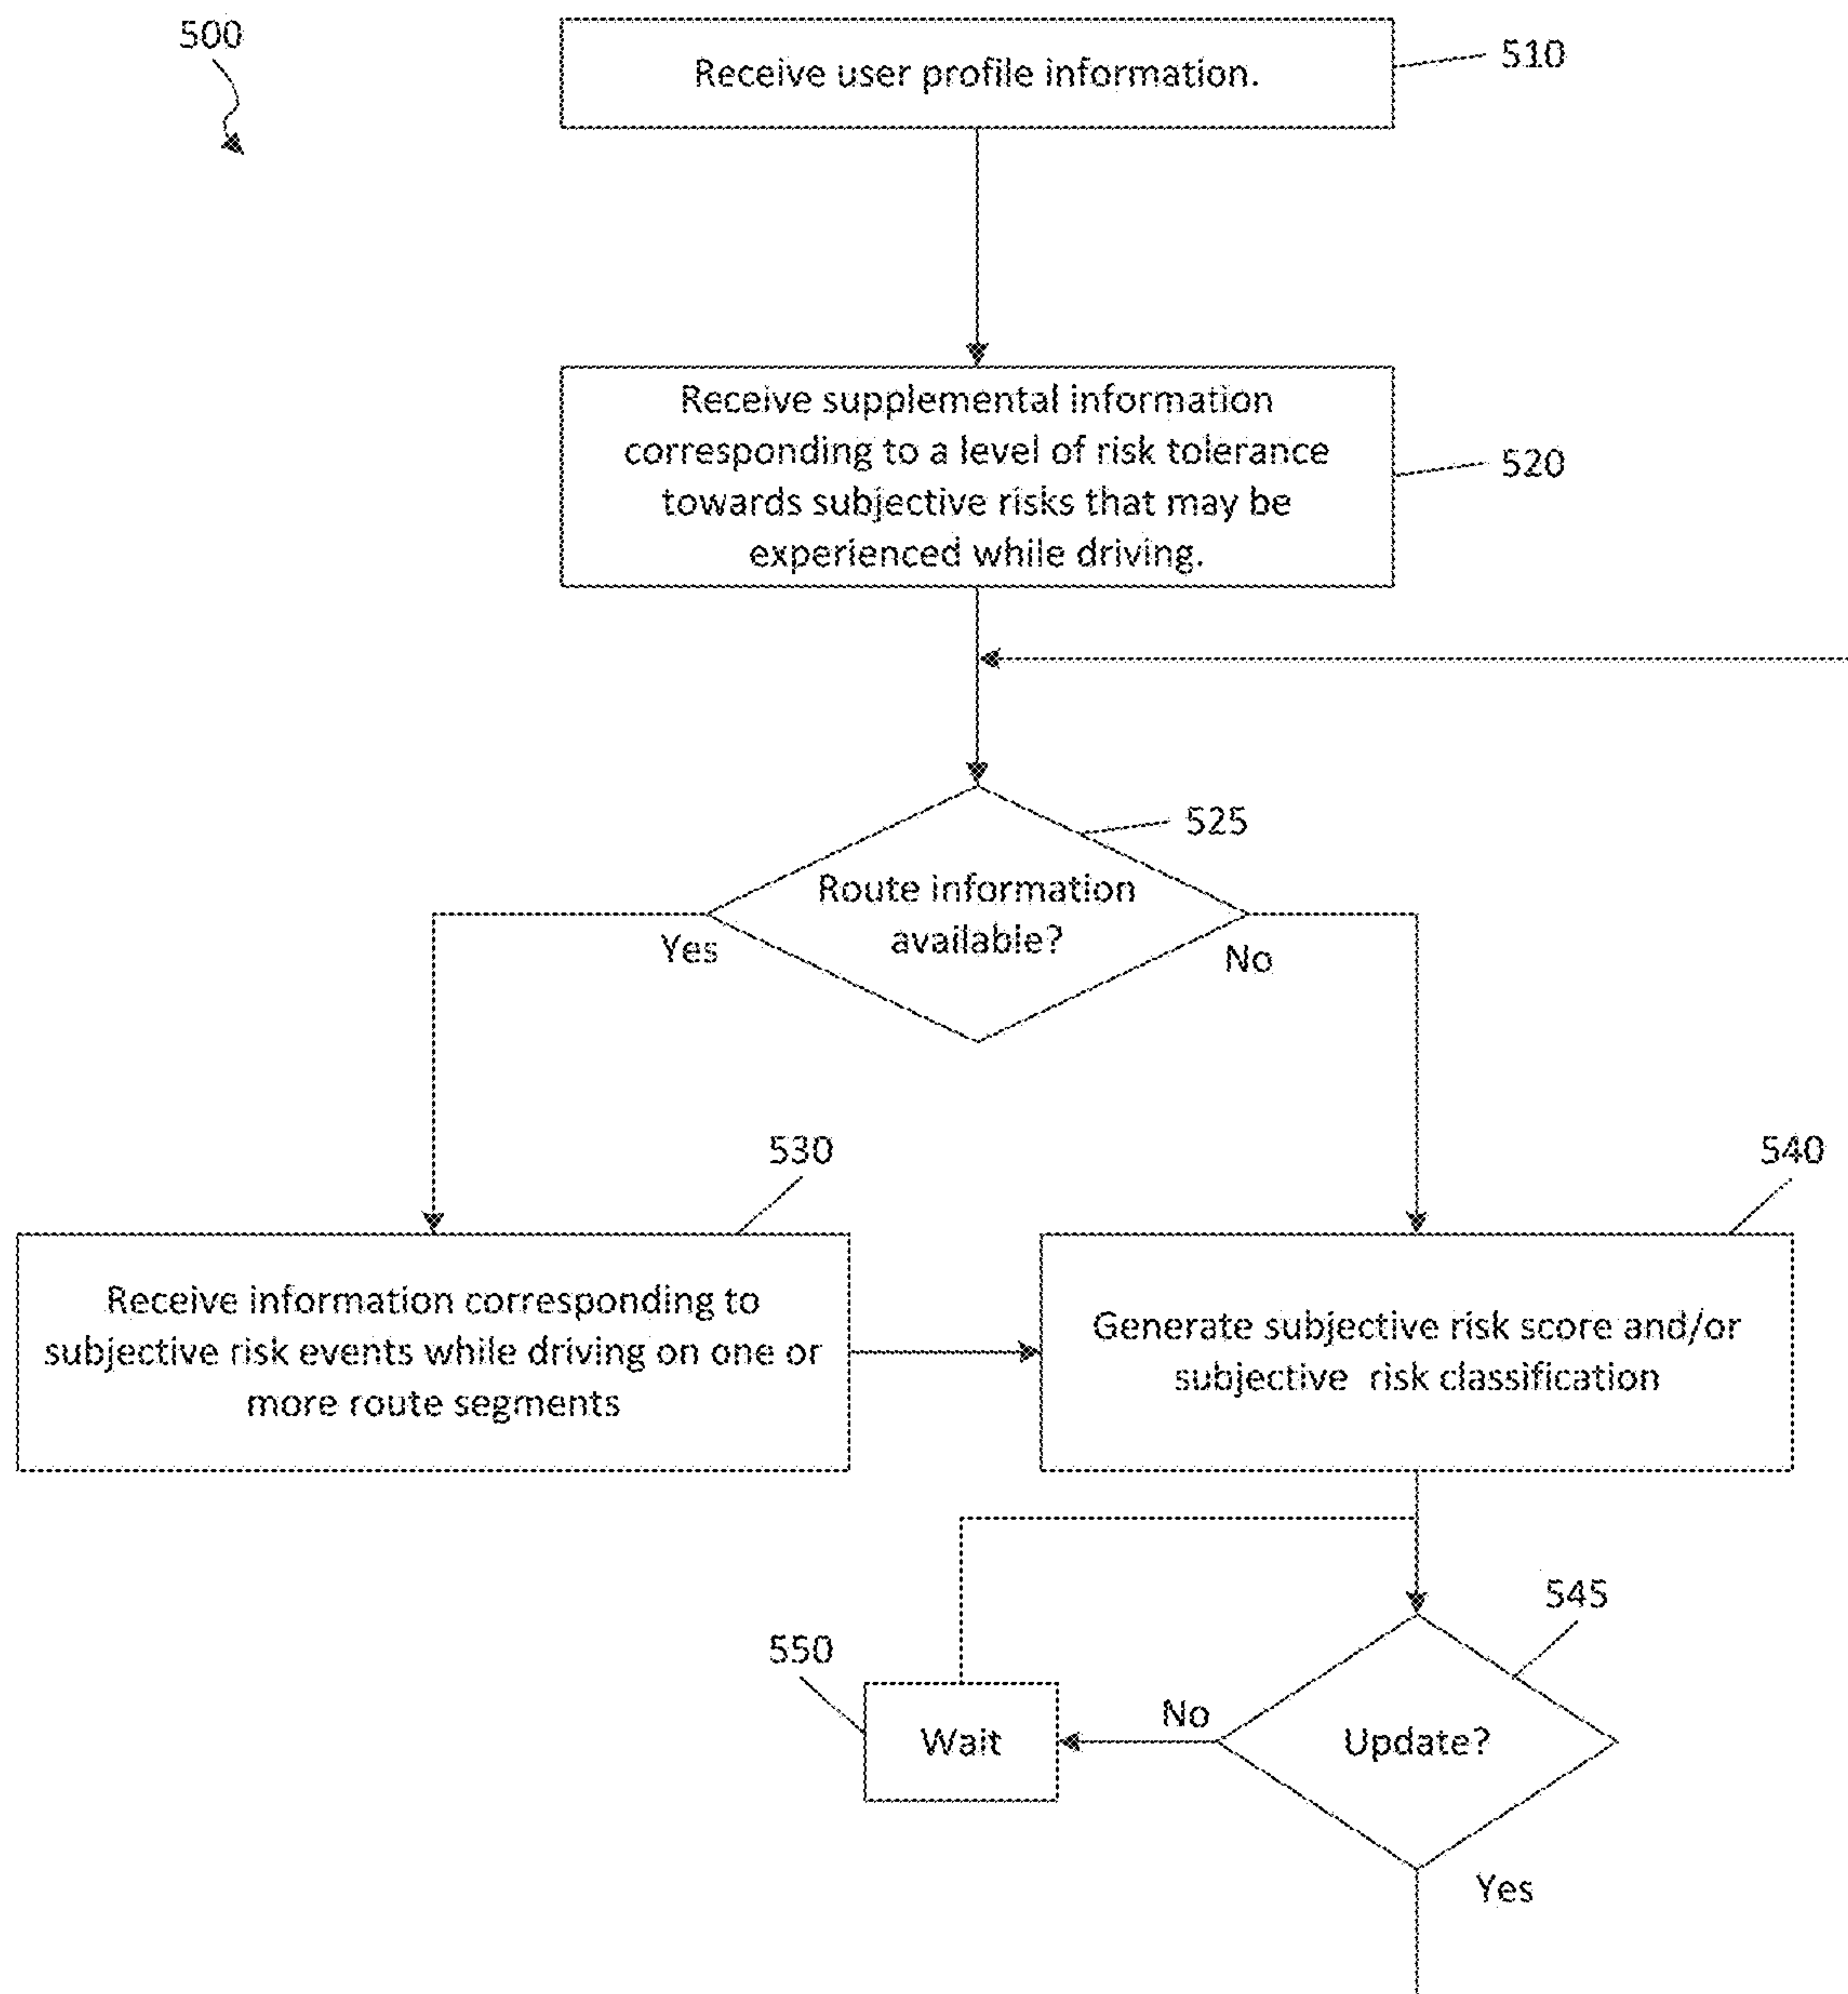 500
Receive user profile information.
510
Receive supplemental information
corresponding to a level of risk tolerance
towards subjective risks that may be
experienced while driving.
520
525
Route information
available?
Yes
No
530
540
Receive information corresponding to
subjective risk events while driving on one or
more route segments
Generate subjective risk score and/or
subjective risk classification
545
550
No
Wait
Update?
Yes